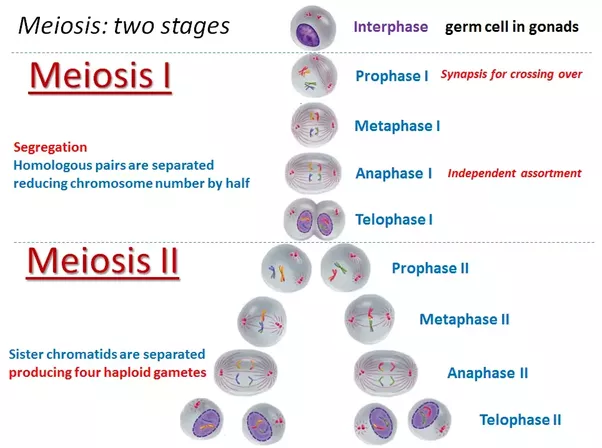 Meiosis: two stages
Interphase germ cell in gonads
Meiosis I
Prophase I Synapsis for crossing over
Metaphase I
Segregation
Homologous pairs are separated
reducing chromosome number by half
Anaphase I Independent assortment
Telophase I
Meiosis II
Prophase II
Metaphase II
Sister chromatids are separated
producing four haploid gametes
Anaphase II
Telophase II